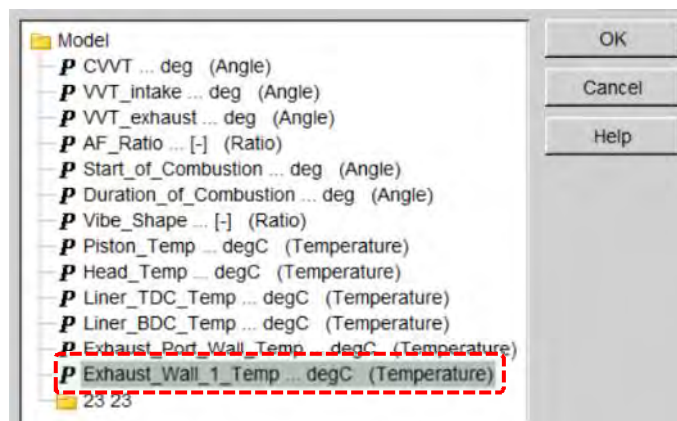 Model
P CVVT ... deg (Angle)
P VVT_intake ... deg (Angle)
P VVT_exhaust ... deg (Angle)
P AF_Ratio ... [-] (Ratio)
P Start_of_Combustion ... deg (Angle)
P Duration_of_Combustion ... deg (Angle)
P Vibe_Shape ... [-] (Ratio)
P Piston_Temp ... degC (Temperature)
P Head_Temp ... degC (Temperature)
P Liner_TDC_Temp ... degC (Temperature)
P Liner_BDC_Temp ... degC (Temperature)
P Exhaust_Port_Wall_Temp ... degC (Temperature)
P Exhaust_Wall_1_Temp ... degC (Temperature)
23 23
OK
Cancel
Help